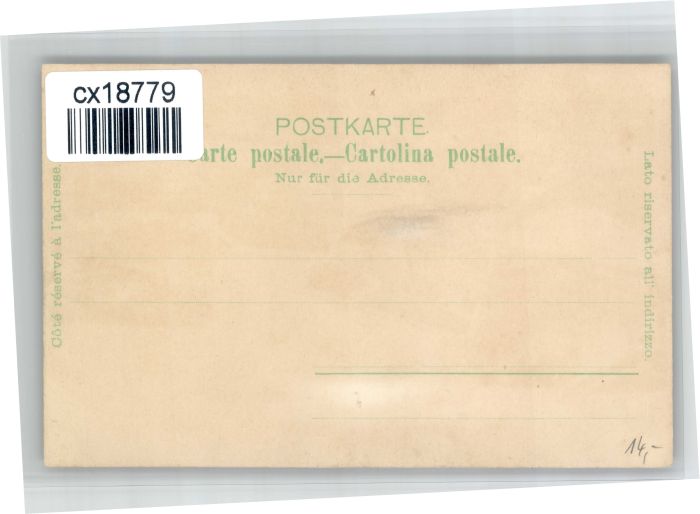 cx18779
POSTKARTE.
arte postale.—Cartolina postale.
Nur für die Adresse.
Côté réservé à l'adresse.
Lato riservato all' indirizzo.
14,-